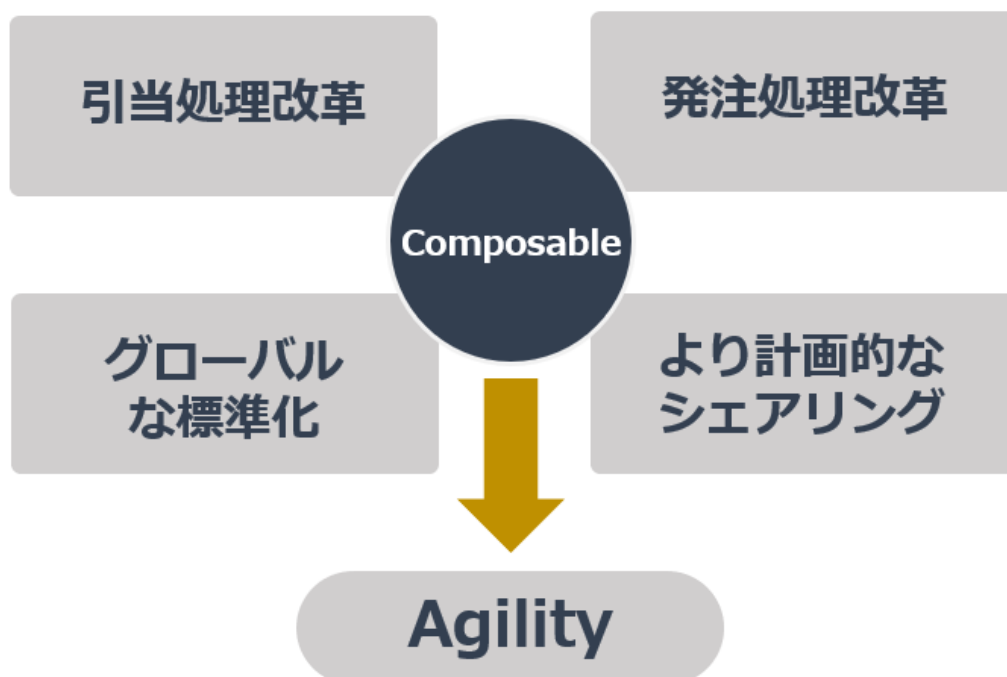 引当処理改革
発注処理改革
Composable
グローバル
な標準化
より計画的な
シェアリング
Agility